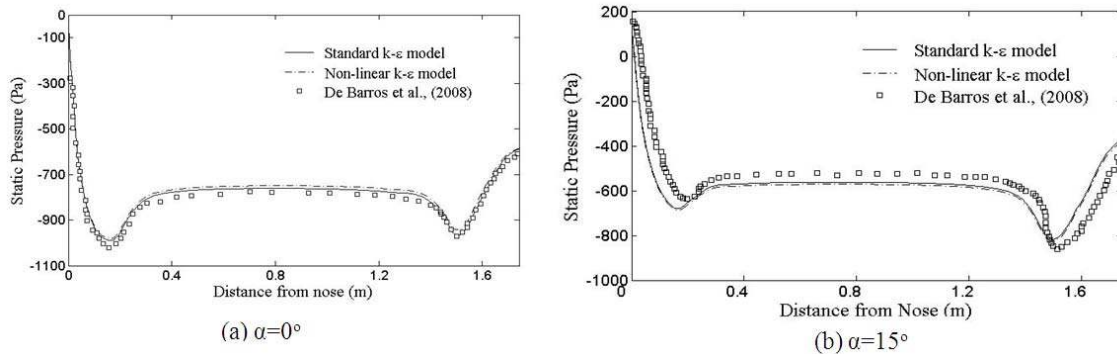 -100
-300
-500
-700
-900
-1100
Static Pressure (Pa)
Standard k-ε model
Non-linear k-ε model
De Barros et al., (2008)
0
0.4
0.8
1.2
1.6
Distance from nose (m)
(a) α=0°
200
0
-200
-400
-600
-800
-1000
Static Pressure (Pa)
Standard k-ε model
Non-linear k-ε model
De Barros et al., (2008)
0
0.4
0.8
1.2
1.6
Distance from Nose (m)
(b) α=15°